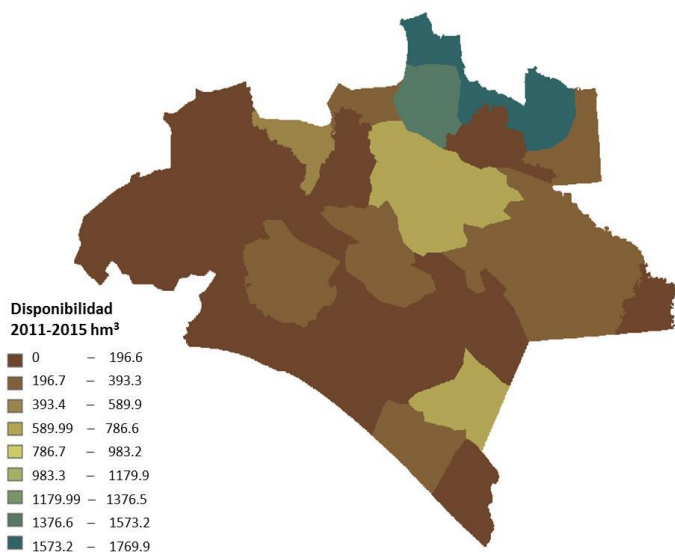 Disponibilidad
2011-2015 hm³
0 – 196.6
196.7 – 393.3
393.4 – 589.9
589.99 – 786.6
786.7 – 983.2
983.3 – 1179.9
1179.99 – 1376.5
1376.6 – 1573.2
1573.2 – 1769.9